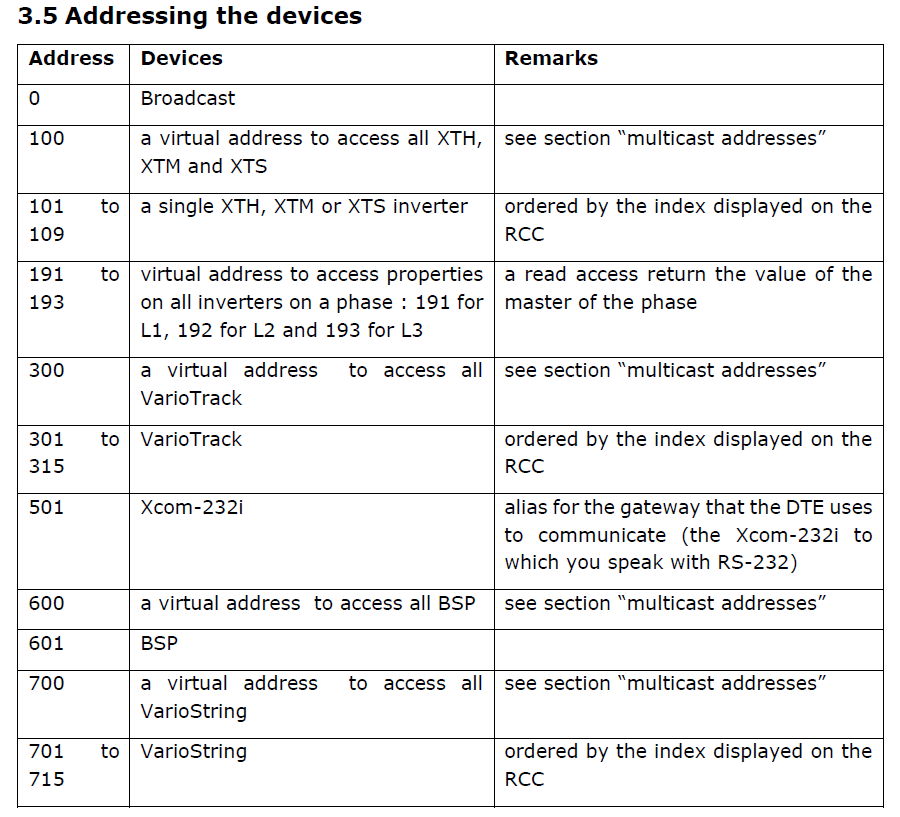 3.5 Addressing the devices
Address Devices Remarks
0 Broadcast
100 a virtual address to access all XTH, see section “multicast addresses”
XTM and XTS
101 to a single XTH, XTM or XTS inverter ordered by the index displayed on the
109 RCC
191 to virtual address to access properties a read access return the value of the
193 on all inverters on a phase : 191 for master of the phase
L1, 192 for L2 and 193 for L3
300 a virtual address to access all see section “multicast addresses”
VarioTrack
301 to VarioTrack ordered by the index displayed on the
315 RCC
501 Xcom-232i alias for the gateway that the DTE uses
to communicate (the Xcom-232i to
which you speak with RS-232)
600 a virtual address to access all BSP see section “multicast addresses”
601 BSP
700 a virtual address to access all see section “multicast addresses”
VarioString
701 to VarioString ordered by the index displayed on the
715 RCC